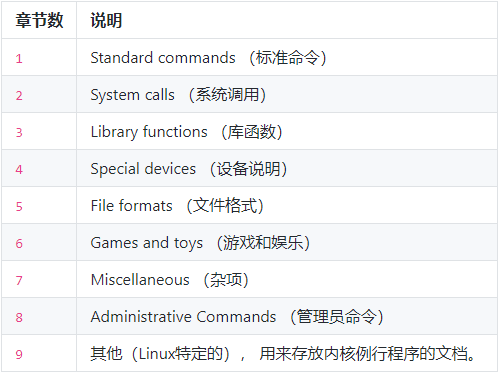 章节数 说明
1 Standard commands （标准命令）
2 System calls （系统调用）
3 Library functions （库函数）
4 Special devices （设备说明）
5 File formats （文件格式）
6 Games and toys （游戏和娱乐）
7 Miscellaneous （杂项）
8 Administrative Commands （管理员命令）
9 其他（Linux特定的）， 用来存放内核例行程序的文档。